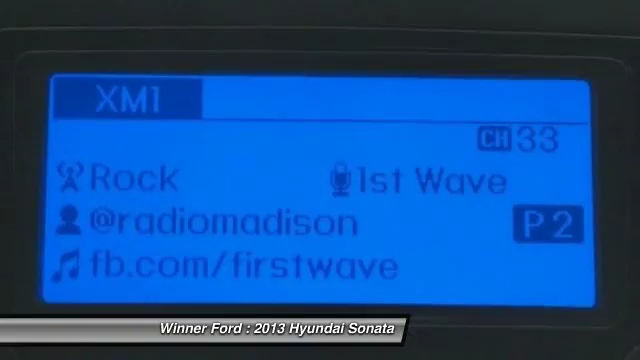 XM1
CH 33
Rock 1st Wave
@radiomadison P2
fb.com/firstwave
Winner Ford : 2013 Hyundai Sonata